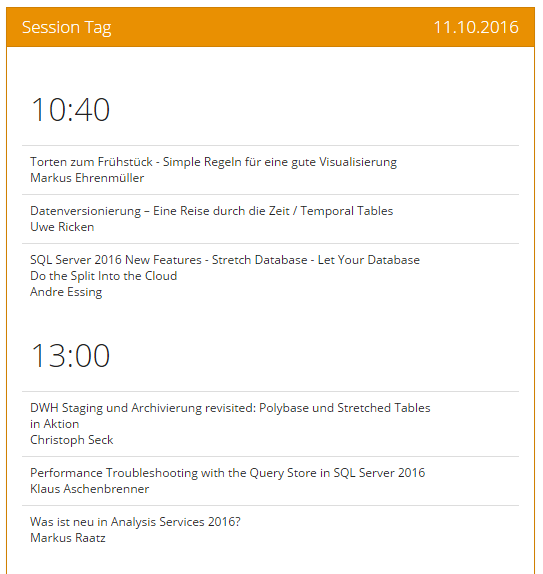 Session Tag 11.10.2016
10:40
Torten zum Frühstück - Simple Regeln für eine gute Visualisierung
Markus Ehrenmüller
Datenversionierung – Eine Reise durch die Zeit / Temporal Tables
Uwe Ricken
SQL Server 2016 New Features - Stretch Database - Let Your Database
Do the Split Into the Cloud
Andre Essing
13:00
DWH Staging und Archivierung revisited: Polybase und Stretched Tables
in Aktion
Christoph Seck
Performance Troubleshooting with the Query Store in SQL Server 2016
Klaus Aschenbrenner
Was ist neu in Analysis Services 2016?
Markus Raatz